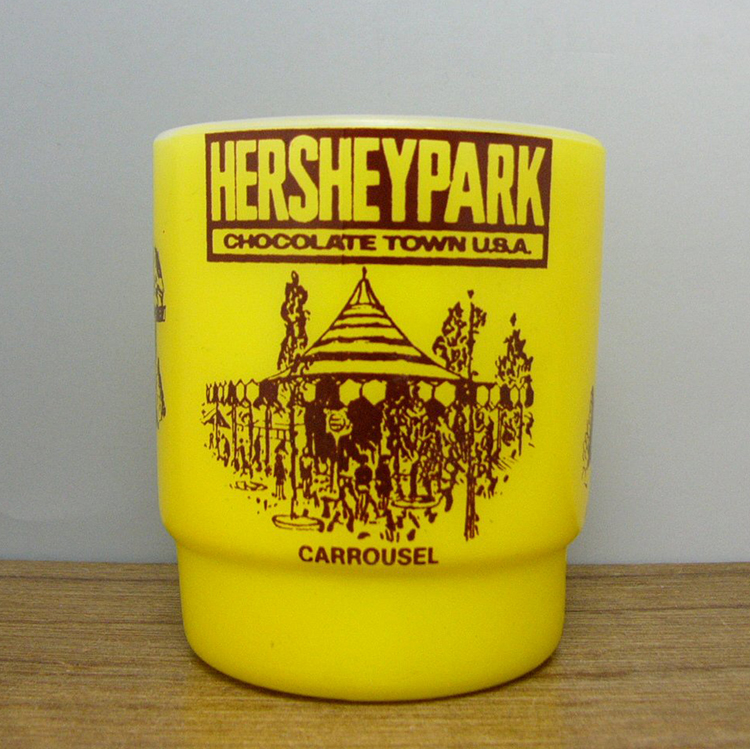 HERSHEYPARK
CHOCOLATE TOWN U.S.A.
CARROUSEL